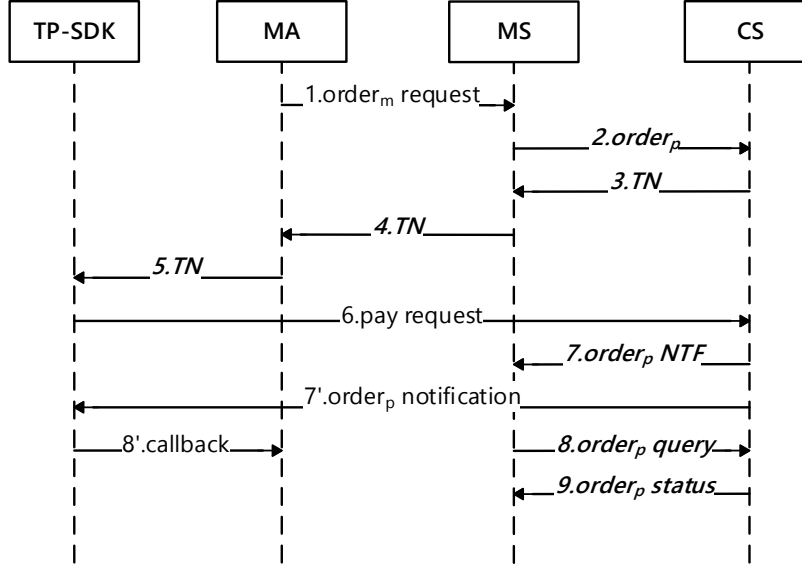 TP-SDK MA MS CS
1.orderₘ request
2.orderₚ
3.TN
4.TN
5.TN
6.pay request
7.orderₚ NTF
7'.orderₚ notification
8'.callback 8.orderₚ query
9.orderₚ status